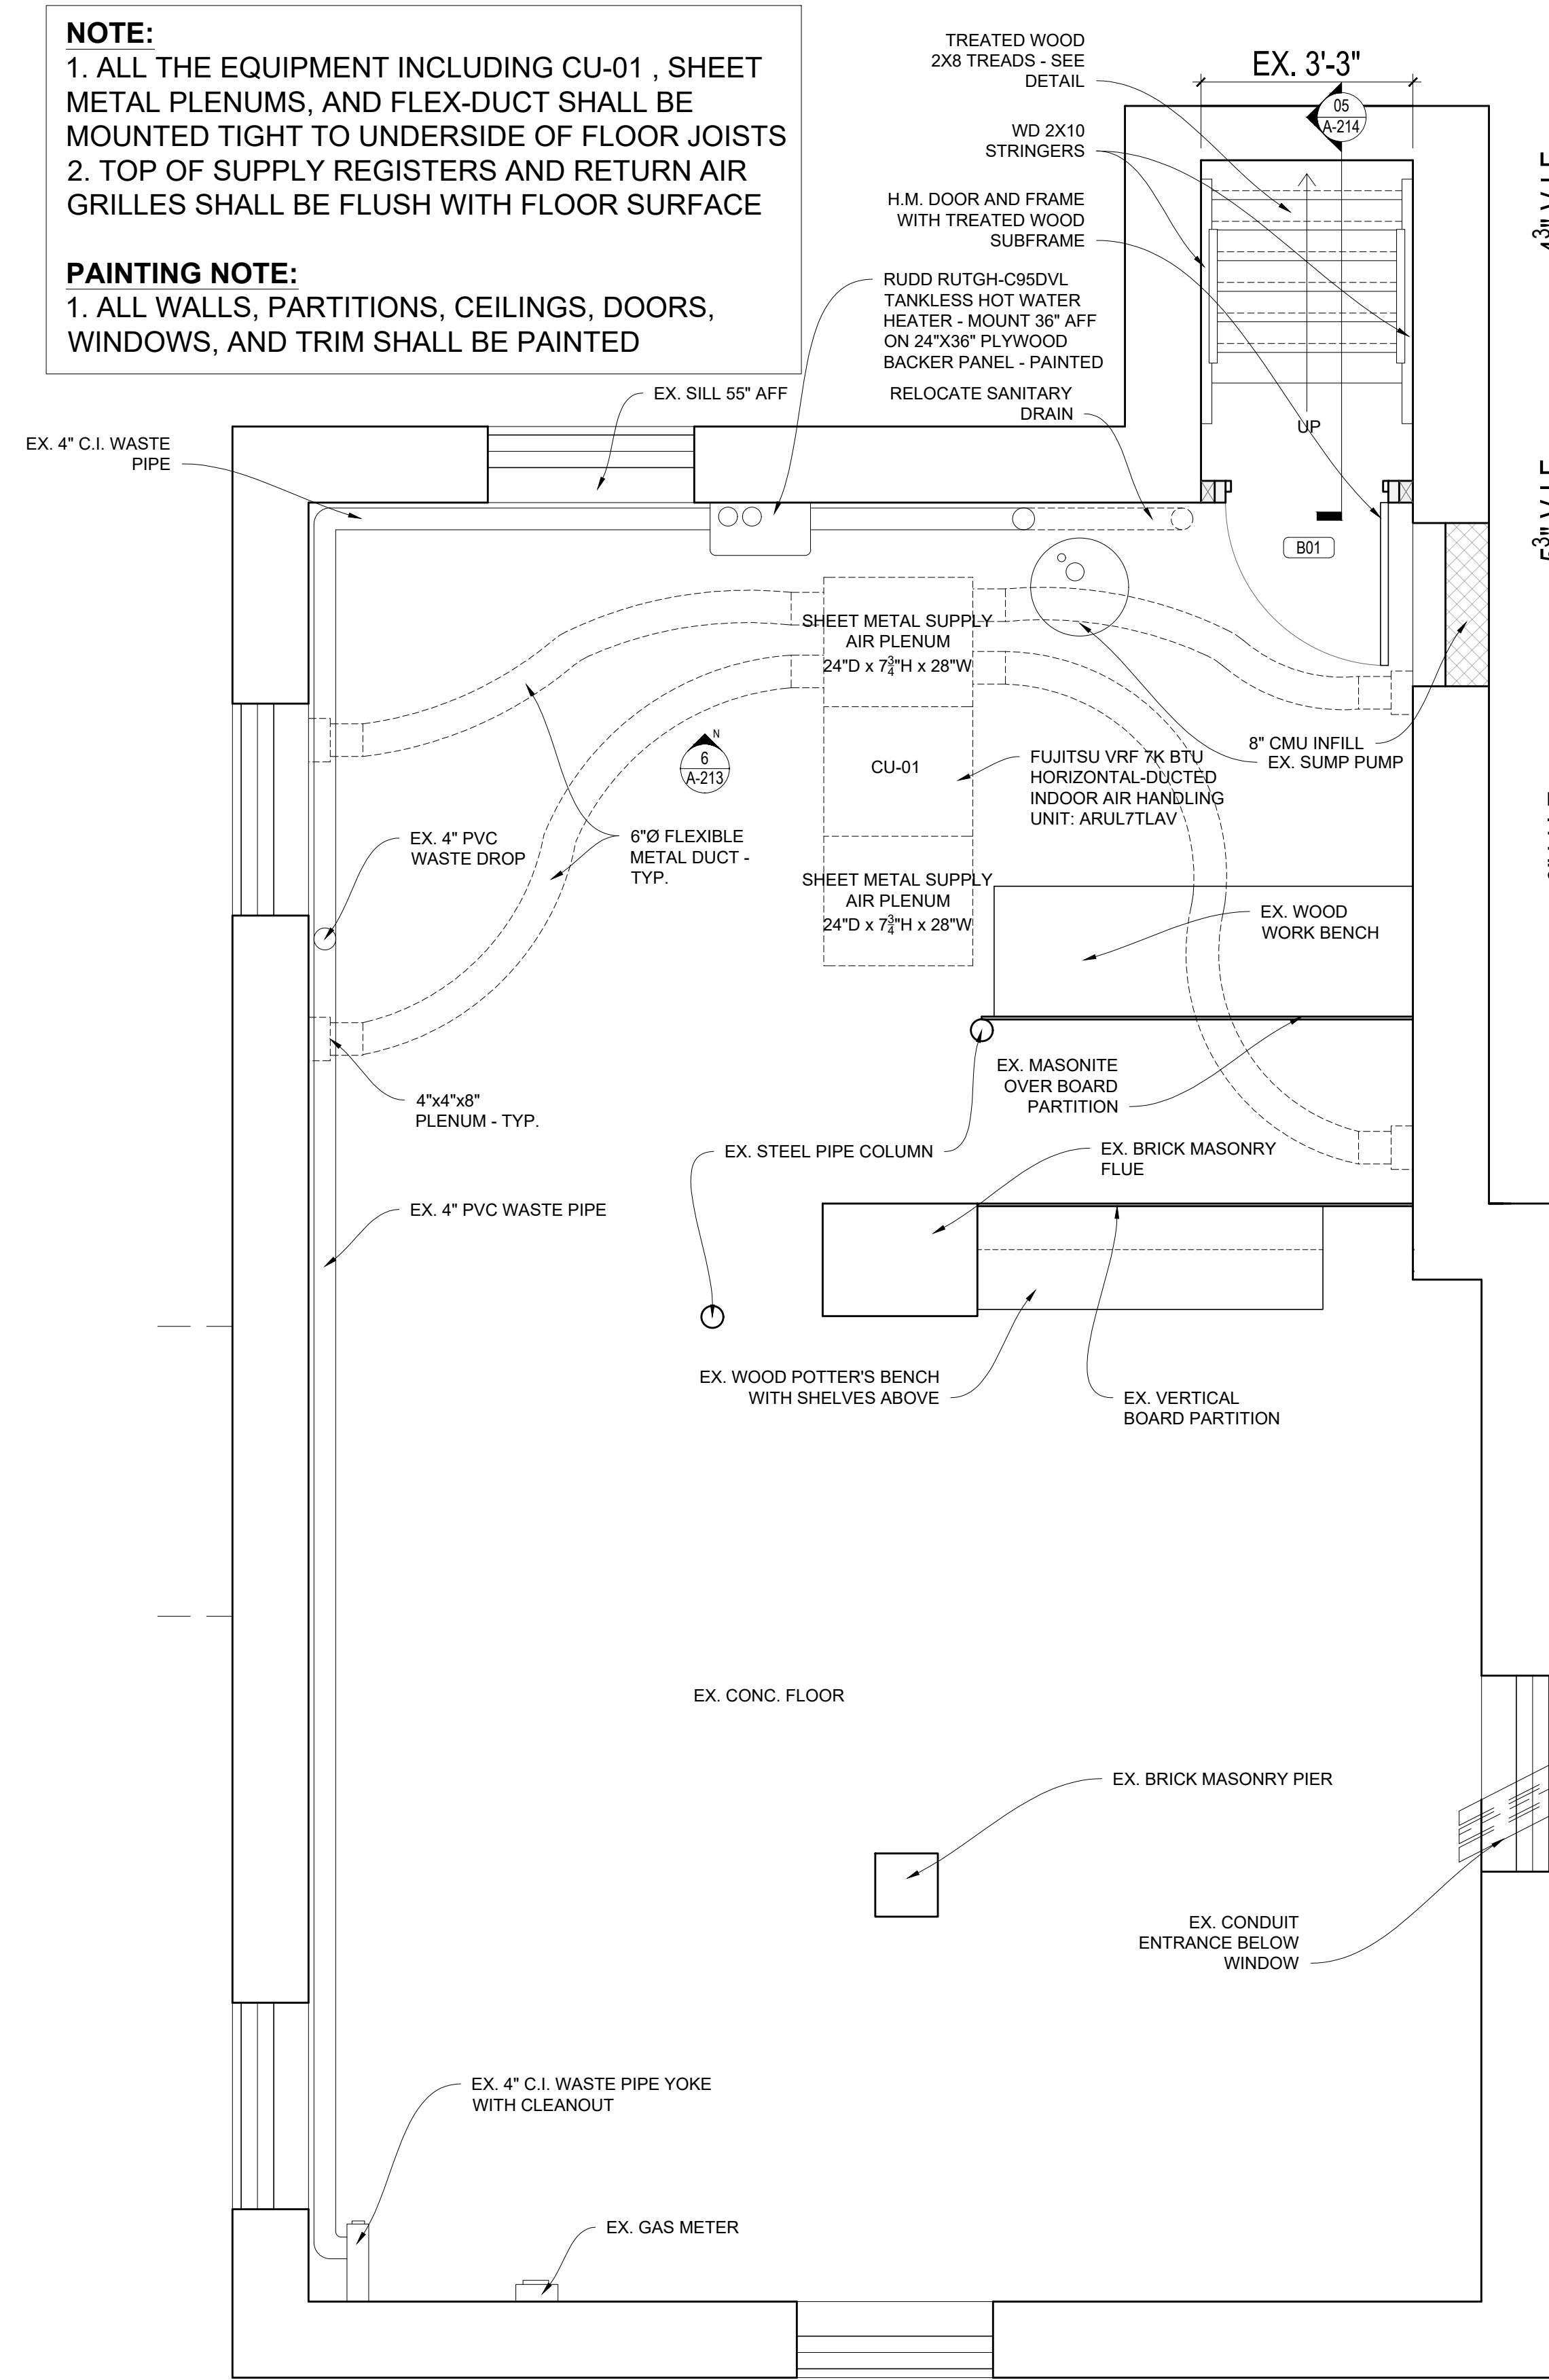 NOTE:
1. ALL THE EQUIPMENT INCLUDING CU-01 , SHEET
METAL PLENUMS, AND FLEX-DUCT SHALL BE
MOUNTED TIGHT TO UNDERSIDE OF FLOOR JOISTS
2. TOP OF SUPPLY REGISTERS AND RETURN AIR
GRILLES SHALL BE FLUSH WITH FLOOR SURFACE
PAINTING NOTE:
1. ALL WALLS, PARTITIONS, CEILINGS, DOORS,
WINDOWS, AND TRIM SHALL BE PAINTED
TREATED WOOD
2X8 TREADS - SEE
DETAIL
EX. 3'-3"
05
A-214
WD 2X10
STRINGERS
H.M. DOOR AND FRAME
WITH TREATED WOOD
SUBFRAME
RUDD RUTGH-C95DVL
TANKLESS HOT WATER
HEATER - MOUNT 36" AFF
ON 24"X36" PLYWOOD
BACKER PANEL - PAINTED
EX. SILL 55" AFF
RELOCATE SANITARY
DRAIN
UP
EX. 4" C.I. WASTE
PIPE
B01
SHEET METAL SUPPLY
AIR PLENUM
24"D x 7¾"H x 28"W
N
6
A-213
CU-01
FUJITSU VRF 7K BTU
HORIZONTAL-DUCTED
INDOOR AIR HANDLING
UNIT: ARUL7TLAV
8" CMU INFILL
EX. SUMP PUMP
EX. 4" PVC
WASTE DROP
6"Ø FLEXIBLE
METAL DUCT -
TYP.
SHEET METAL SUPPLY
AIR PLENUM
24"D x 7¾"H x 28"W
EX. WOOD
WORK BENCH
4"x4"x8"
PLENUM - TYP.
EX. MASONITE
OVER BOARD
PARTITION
EX. STEEL PIPE COLUMN
EX. BRICK MASONRY
FLUE
EX. 4" PVC WASTE PIPE
EX. WOOD POTTER'S BENCH
WITH SHELVES ABOVE
EX. VERTICAL
BOARD PARTITION
EX. CONC. FLOOR
EX. BRICK MASONRY PIER
EX. CONDUIT
ENTRANCE BELOW
WINDOW
EX. 4" C.I. WASTE PIPE YOKE
WITH CLEANOUT
EX. GAS METER